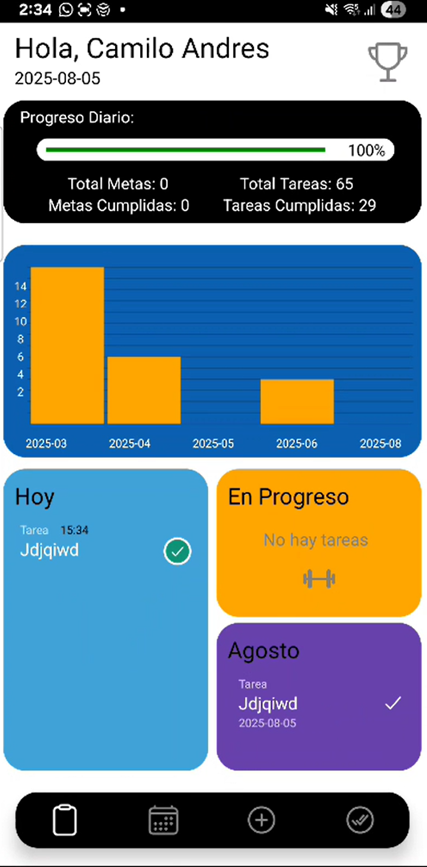 2:34
44
Hola, Camilo Andres
2025-08-05
Progreso Diario:
100%
Total Metas: 0
Total Tareas: 65
Metas Cumplidas: 0
Tareas Cumplidas: 29
14
12
10
8
6
4
2
2025-03
2025-04
2025-05
2025-06
2025-08
Hoy
Tarea 15:34
Jdjqiwd
En Progreso
No hay tareas
Agosto
Tarea
Jdjqiwd
2025-08-05